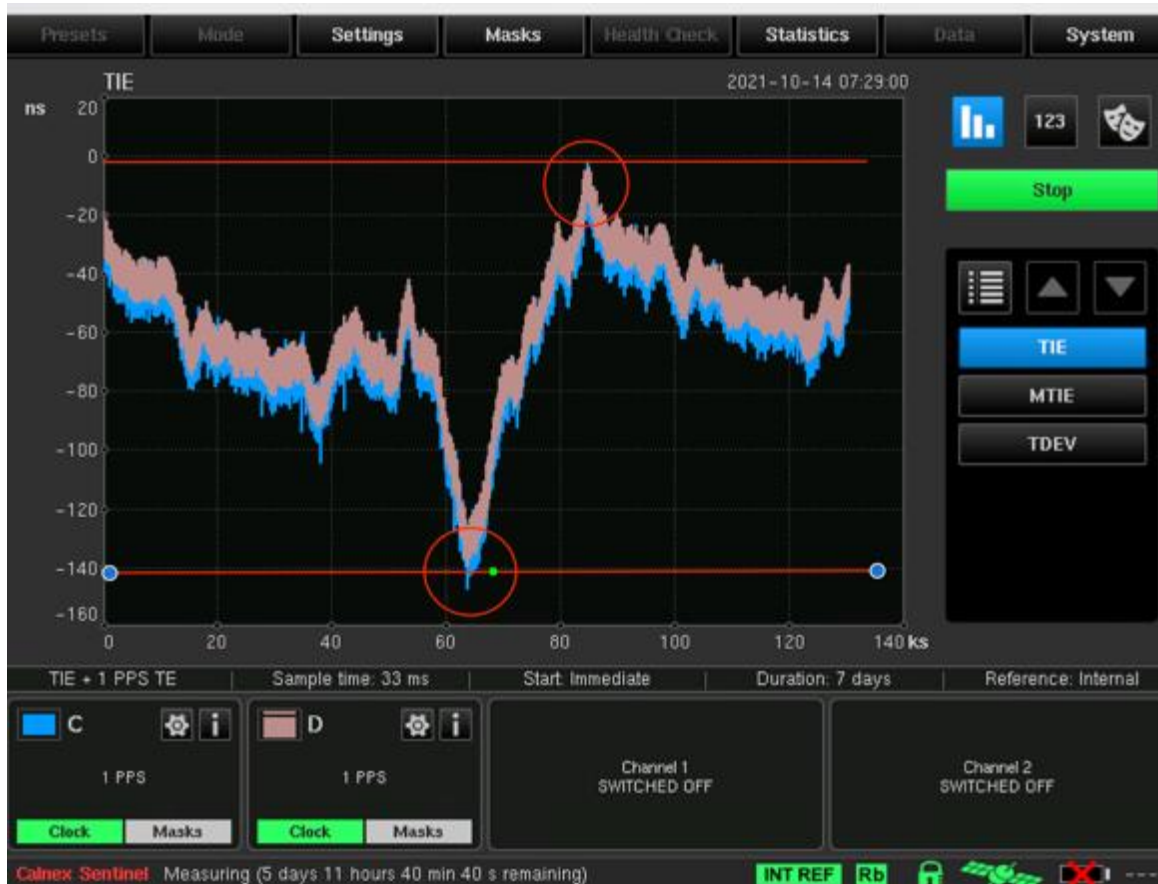 Presets Mode Settings Masks Health Check Statistics Data System
TIE 2021-10-14 07:29:00
ns 20
0
-20
-40
-60
-80
-100
-120
-140
-160
0 20 40 60 80 100 120 140 ks
123
Stop
TIE
MTIE
TDEV
TIE + 1 PPS TE | Sample time: 33 ms | Start: Immediate | Duration: 7 days | Reference: Internal
C i D i
1 PPS 1 PPS
Channel 1 Channel 2
SWITCHED OFF SWITCHED OFF
Clock Masks Clock Masks
Calnex Sentinel Measuring (5 days 11 hours 40 min 40 s remaining) INT REF Rb ---